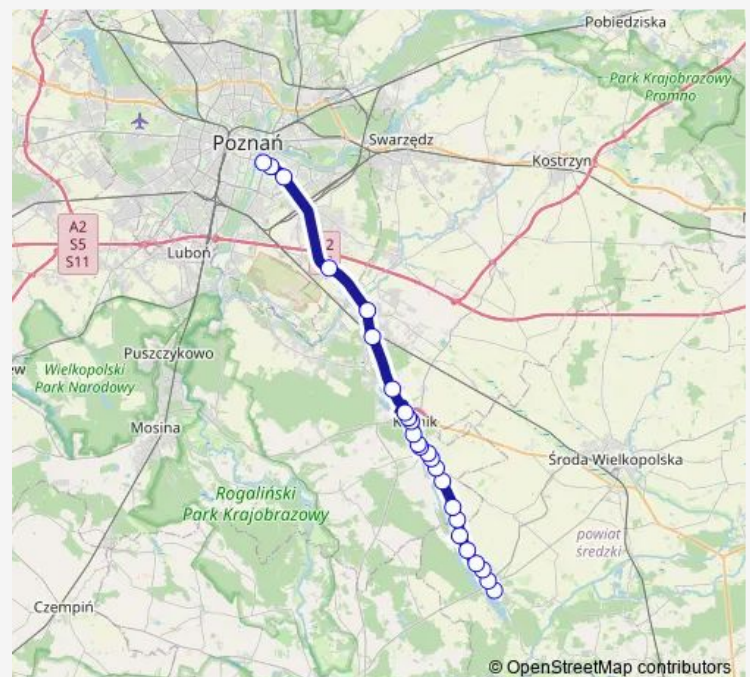 Pobiedziska
Park Krajobrazowy
Promno
Poznań
Swarzędz
Kostrzyn
A2
S5
S11
Luboń
2
Puszczykowo
Wielkopolski
Park Narodowy
Mosina
Środa Wielkopolska
Rogaliński
Park Krajobrazowy
powiat
średzki
Czempiń
© OpenStreetMap contributors